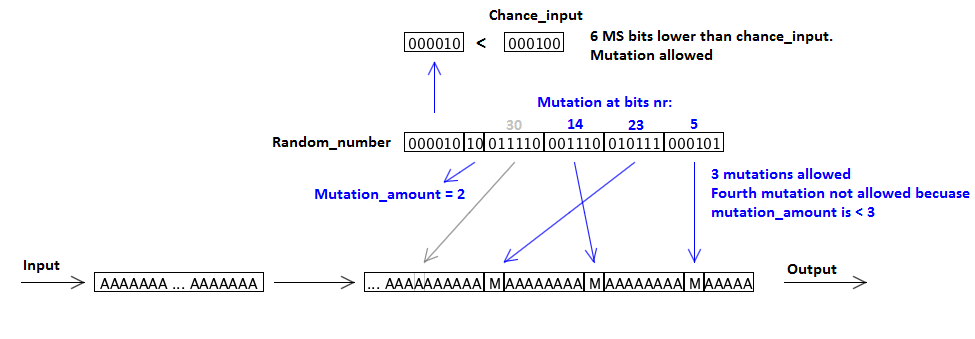 Chance_input
000010 < 000100
6 MS bits lower than chance_input.
Mutation allowed
Mutation at bits nr:
30 14 23 5
Random_number 000010 10 011110 001110 010111 000101
Mutation_amount = 2
3 mutations allowed
Fourth mutation not allowed becuase
mutation_amount is < 3
Input
AAAAAAA ... AAAAAAA
... AAAAAAAAAA M AAAAAAAA M AAAAAAAA M AAAAA
Output